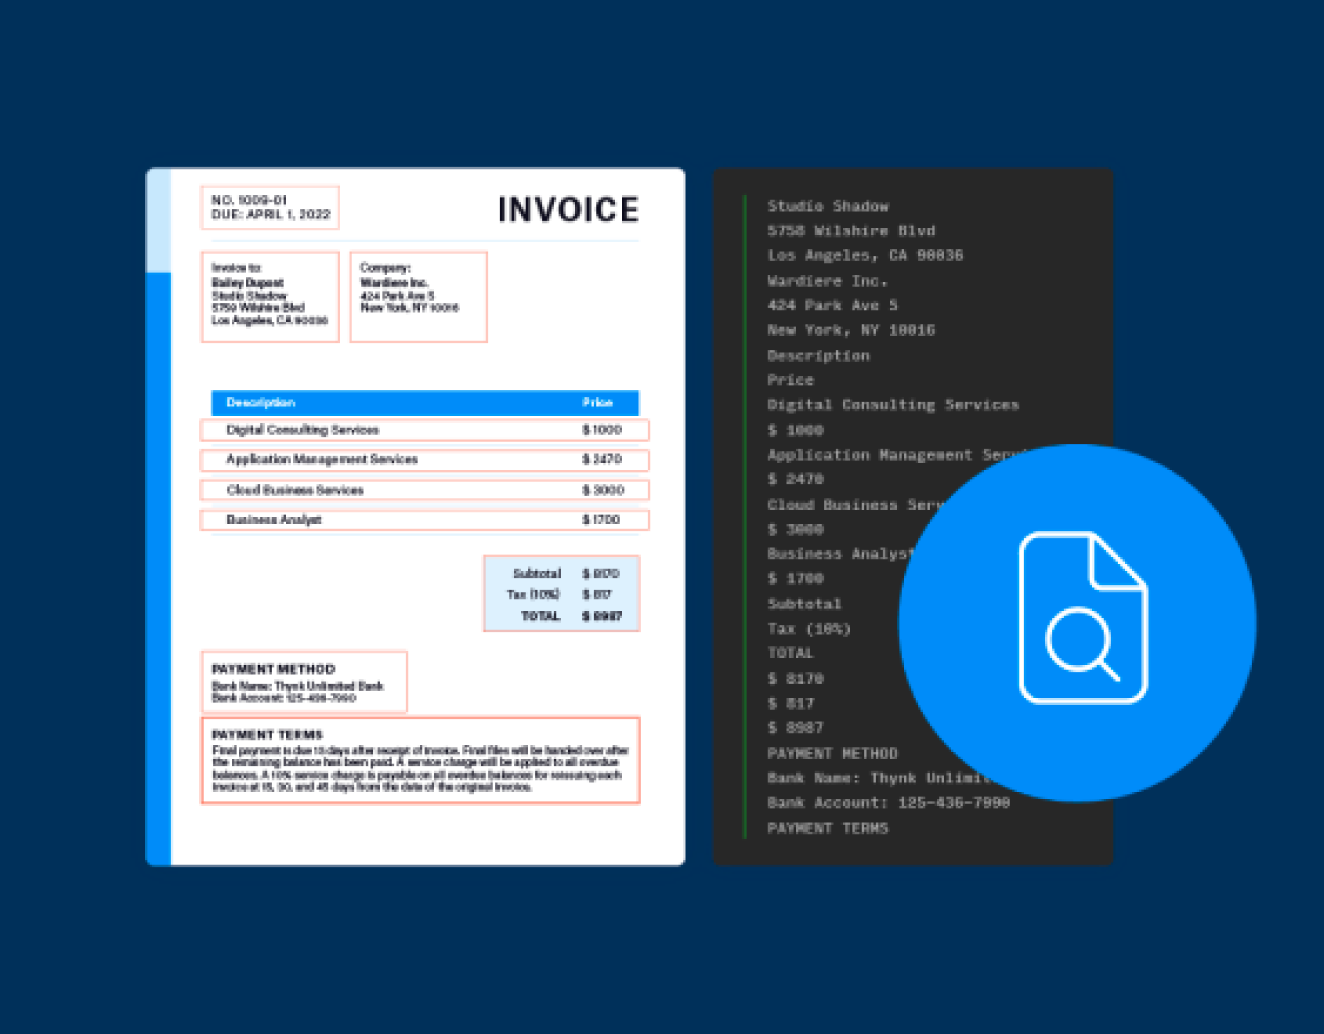 NO. 1009-01
DUE: APRIL 1, 2022
INVOICE
Invoice to:
Bailey Dupont
Studio Shadow
5759 Wilshire Blvd
Los Angeles, CA 90036
Company:
Wardiere Inc.
424 Park Ave S
New York, NY 10016
Description Price
Digital Consulting Services $ 1000
Application Management Services $ 2470
Cloud Business Services $ 3000
Business Analyst $ 1700
Subtotal $ 8170
Tax (10%) $ 817
TOTAL $ 8987
PAYMENT METHOD
Bank Name: Thynk Unlimited Bank
Bank Account: 125-436-7990
PAYMENT TERMS
Final payment is due 15 days after receipt of invoice. Final files will be handed over after
the remaining balance has been paid. A service charge will be applied to all overdue
balances. A 10% service charge is payable on all overdue balances for reissuing each
invoice at 15, 30, and 45 days from the date of the original invoice.
Studio Shadow
5758 Wilshire Blvd
Los Angeles, CA 90036
Wardiere Inc.
424 Park Ave S
New York, NY 10016
Description
Price
Digital Consulting Services
$ 1000
Application Management Serv
$ 2470
Cloud Business Serv
$ 3000
Business Analyst
$ 1700
Subtotal
Tax (10%)
TOTAL
$ 8170
$ 817
$ 8987
PAYMENT METHOD
Bank Name: Thynk Unlimit
Bank Account: 125-436-7990
PAYMENT TERMS